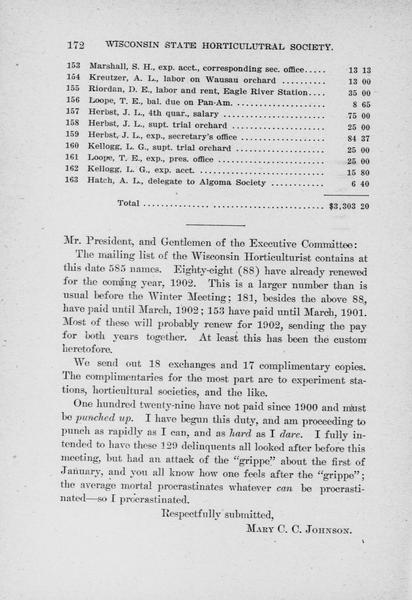 172 WISCONSIN STATE HORTICULUTRAL SOCIETY.
153 Marshall, S. H., exp. acct., corresponding sec. office..... 13 13
154 Kreutzer, A. L., labor on Wausau orchard ............... 13 00
155 Riordan, D. E., labor and rent, Eagle River Station.... 35 00
156 Loope, T. E., bal. due on Pan-Am. ..................... 8 65
157 Herbst, J. L., 4th quar., salary ......................... 75 00
158 Herbst, J. L., supt. trial orchard ....................... 25 00
159 Herbst, J. L., exp., secretary's office ................... 84 37
160 Kellogg, L. G., supt. trial orchard ..................... 25 00
161 Loope, T. E., exp., pres. office ......................... 25 00
162 Kellogg, L. G., exp. acct. .............................. 15 80
163 Hatch, A. L., delegate to Algoma Society ............. 6 40
Total .................................... $3,303 20
Mr. President, and Gentlemen of the Executive Committee:
The mailing list of the Wisconsin Horticulturist contains at
this date 585 names. Eighty-eight (88) have already renewed
for the coming year, 1902. This is a larger number than is
usual before the Winter Meeting; 181, besides the above 88,
have paid until March, 1902; 153 have paid until March, 1901.
Most of these will probably renew for 1902, sending the pay
for both years together. At least this has been the custom
heretofore.
We send out 18 exchanges and 17 complimentary copies.
The complimentaries for the most part are to experiment sta-
tions, horticultural societies, and the like.
One hundred twenty-nine have not paid since 1900 and must
be punched up. I have begun this duty, and am proceeding to
punch as rapidly as I can, and as hard as I dare. I fully in-
tended to have these 129 delinquents all looked after before this
meeting, but had an attack of the "grippe" about the first of
January, and you all know how one feels after the "grippe";
the average mortal procrastinates whatever can be procrasti-
nated—so I procrastinated.
Respectfully submitted,
MARY C. C. JOHNSON.